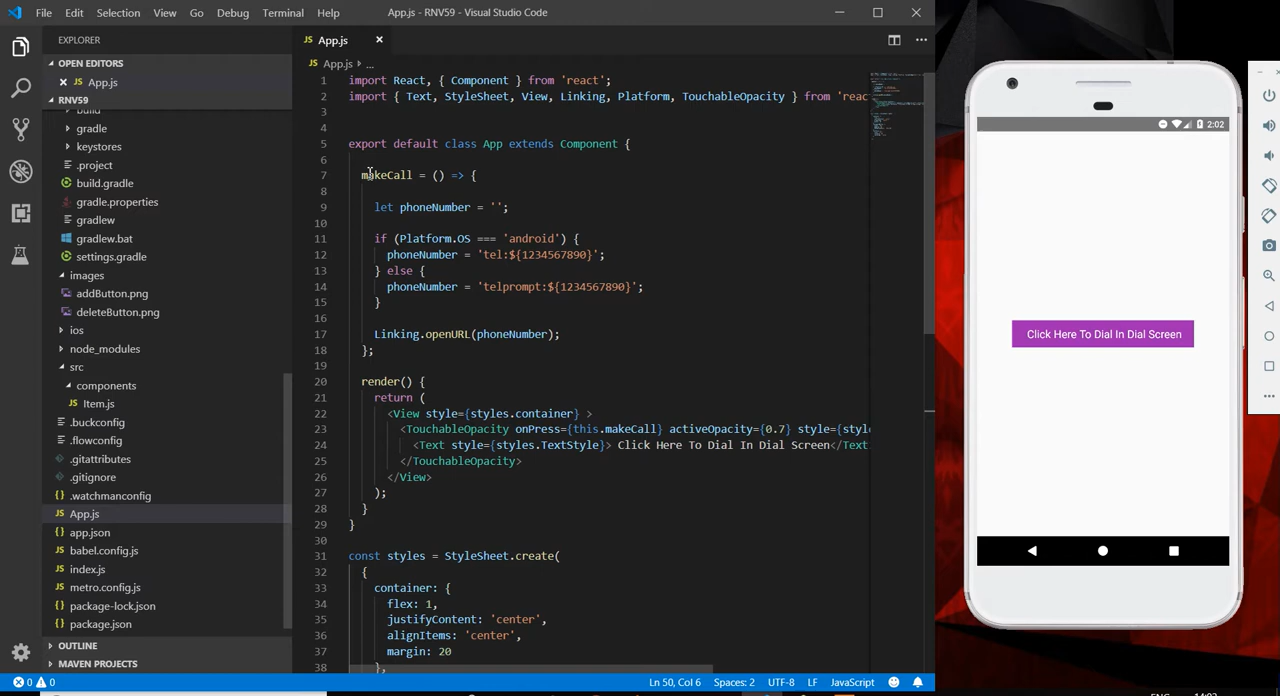 File Edit Selection View Go Debug Terminal Help
App.js - RNV59 - Visual Studio Code
EXPLORER
OPEN EDITORS
App.js
RNV59
build
gradle
keystores
.project
build.gradle
gradle.properties
gradlew
gradlew.bat
settings.gradle
images
addButton.png
deleteButton.png
ios
node_modules
src
components
JS Item.js
.buckconfig
.flowconfig
.gitattributes
.gitignore
{} .watchmanconfig
JS App.js
{} app.json
JS babel.config.js
JS index.js
JS metro.config.js
{} package-lock.json
{} package.json
OUTLINE
MAVEN PROJECTS
JS App.js
JS App.js ▸ ...
1 import React, { Component } from 'react';
2 import { Text, StyleSheet, View, Linking, Platform, TouchableOpacity } from 'reac
3
4
5 export default class App extends Component {
6
7 makeCall = () => {
8
9 let phoneNumber = '';
10
11 if (Platform.OS === 'android') {
12 phoneNumber = 'tel:${1234567890}';
13 } else {
14 phoneNumber = 'telprompt:${1234567890}';
15 }
16
17 Linking.openURL(phoneNumber);
18 };
19
20 render() {
21 return (
22 <View style={styles.container} >
23 <TouchableOpacity onPress={this.makeCall} activeOpacity={0.7} style={style
24 <Text style={styles.TextStyle}> Click Here To Dial In Dial Screen</Text
25 </TouchableOpacity>
26 </View>
27 );
28 }
29 }
30
31 const styles = StyleSheet.create(
32 {
33 container: {
34 flex: 1,
35 justifyContent: 'center',
36 alignItems: 'center',
37 margin: 20
38 },
0 0
Ln 50, Col 6 Spaces: 2 UTF-8 LF JavaScript
2:02
Click Here To Dial In Dial Screen